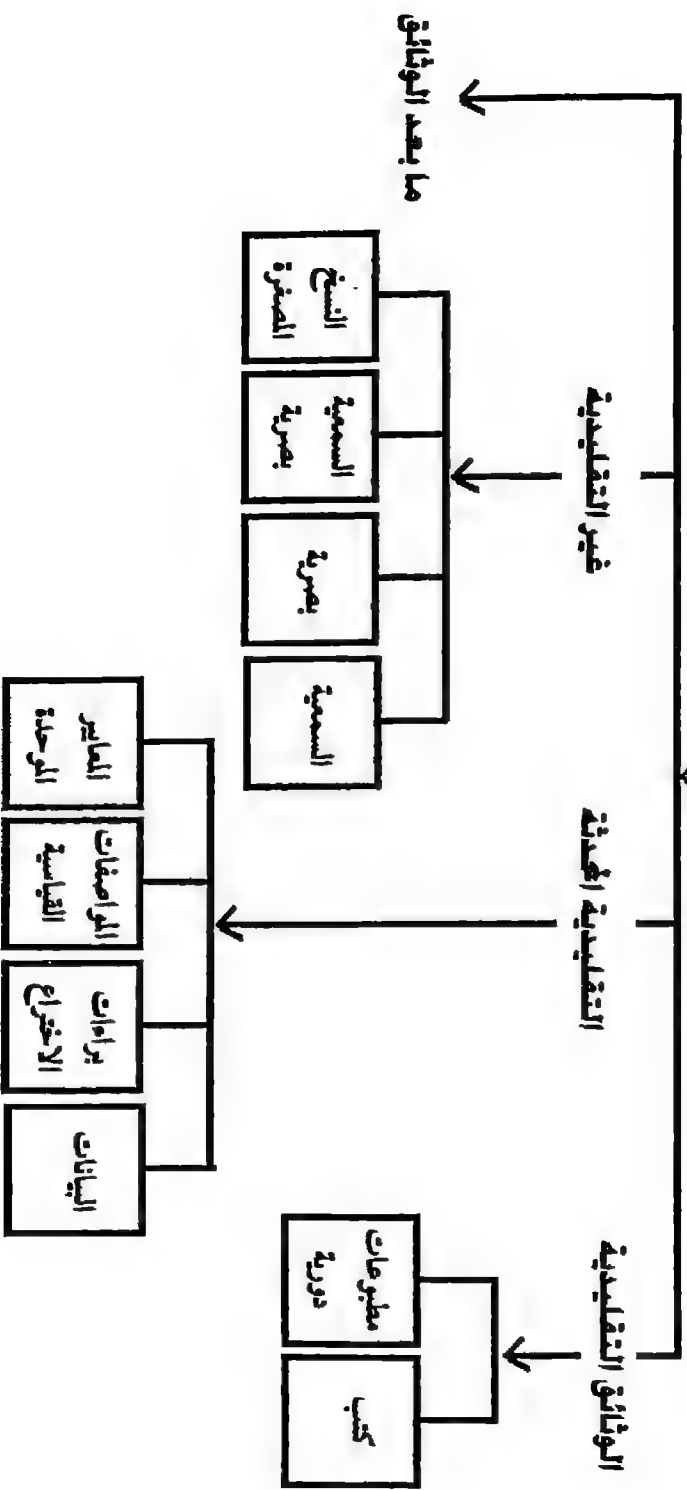 الوثائق التقليدية
كتب
مطبوعات
دورية
التقليدية المحدثة
البيانات
براءات
الاختراع
المواصفات
القياسية
المعايير
الموحدة
غير التقليدية
السمعية
بصرية
السمعية
بصرية
النسخ
المصغرة
ما بعد الوثائق